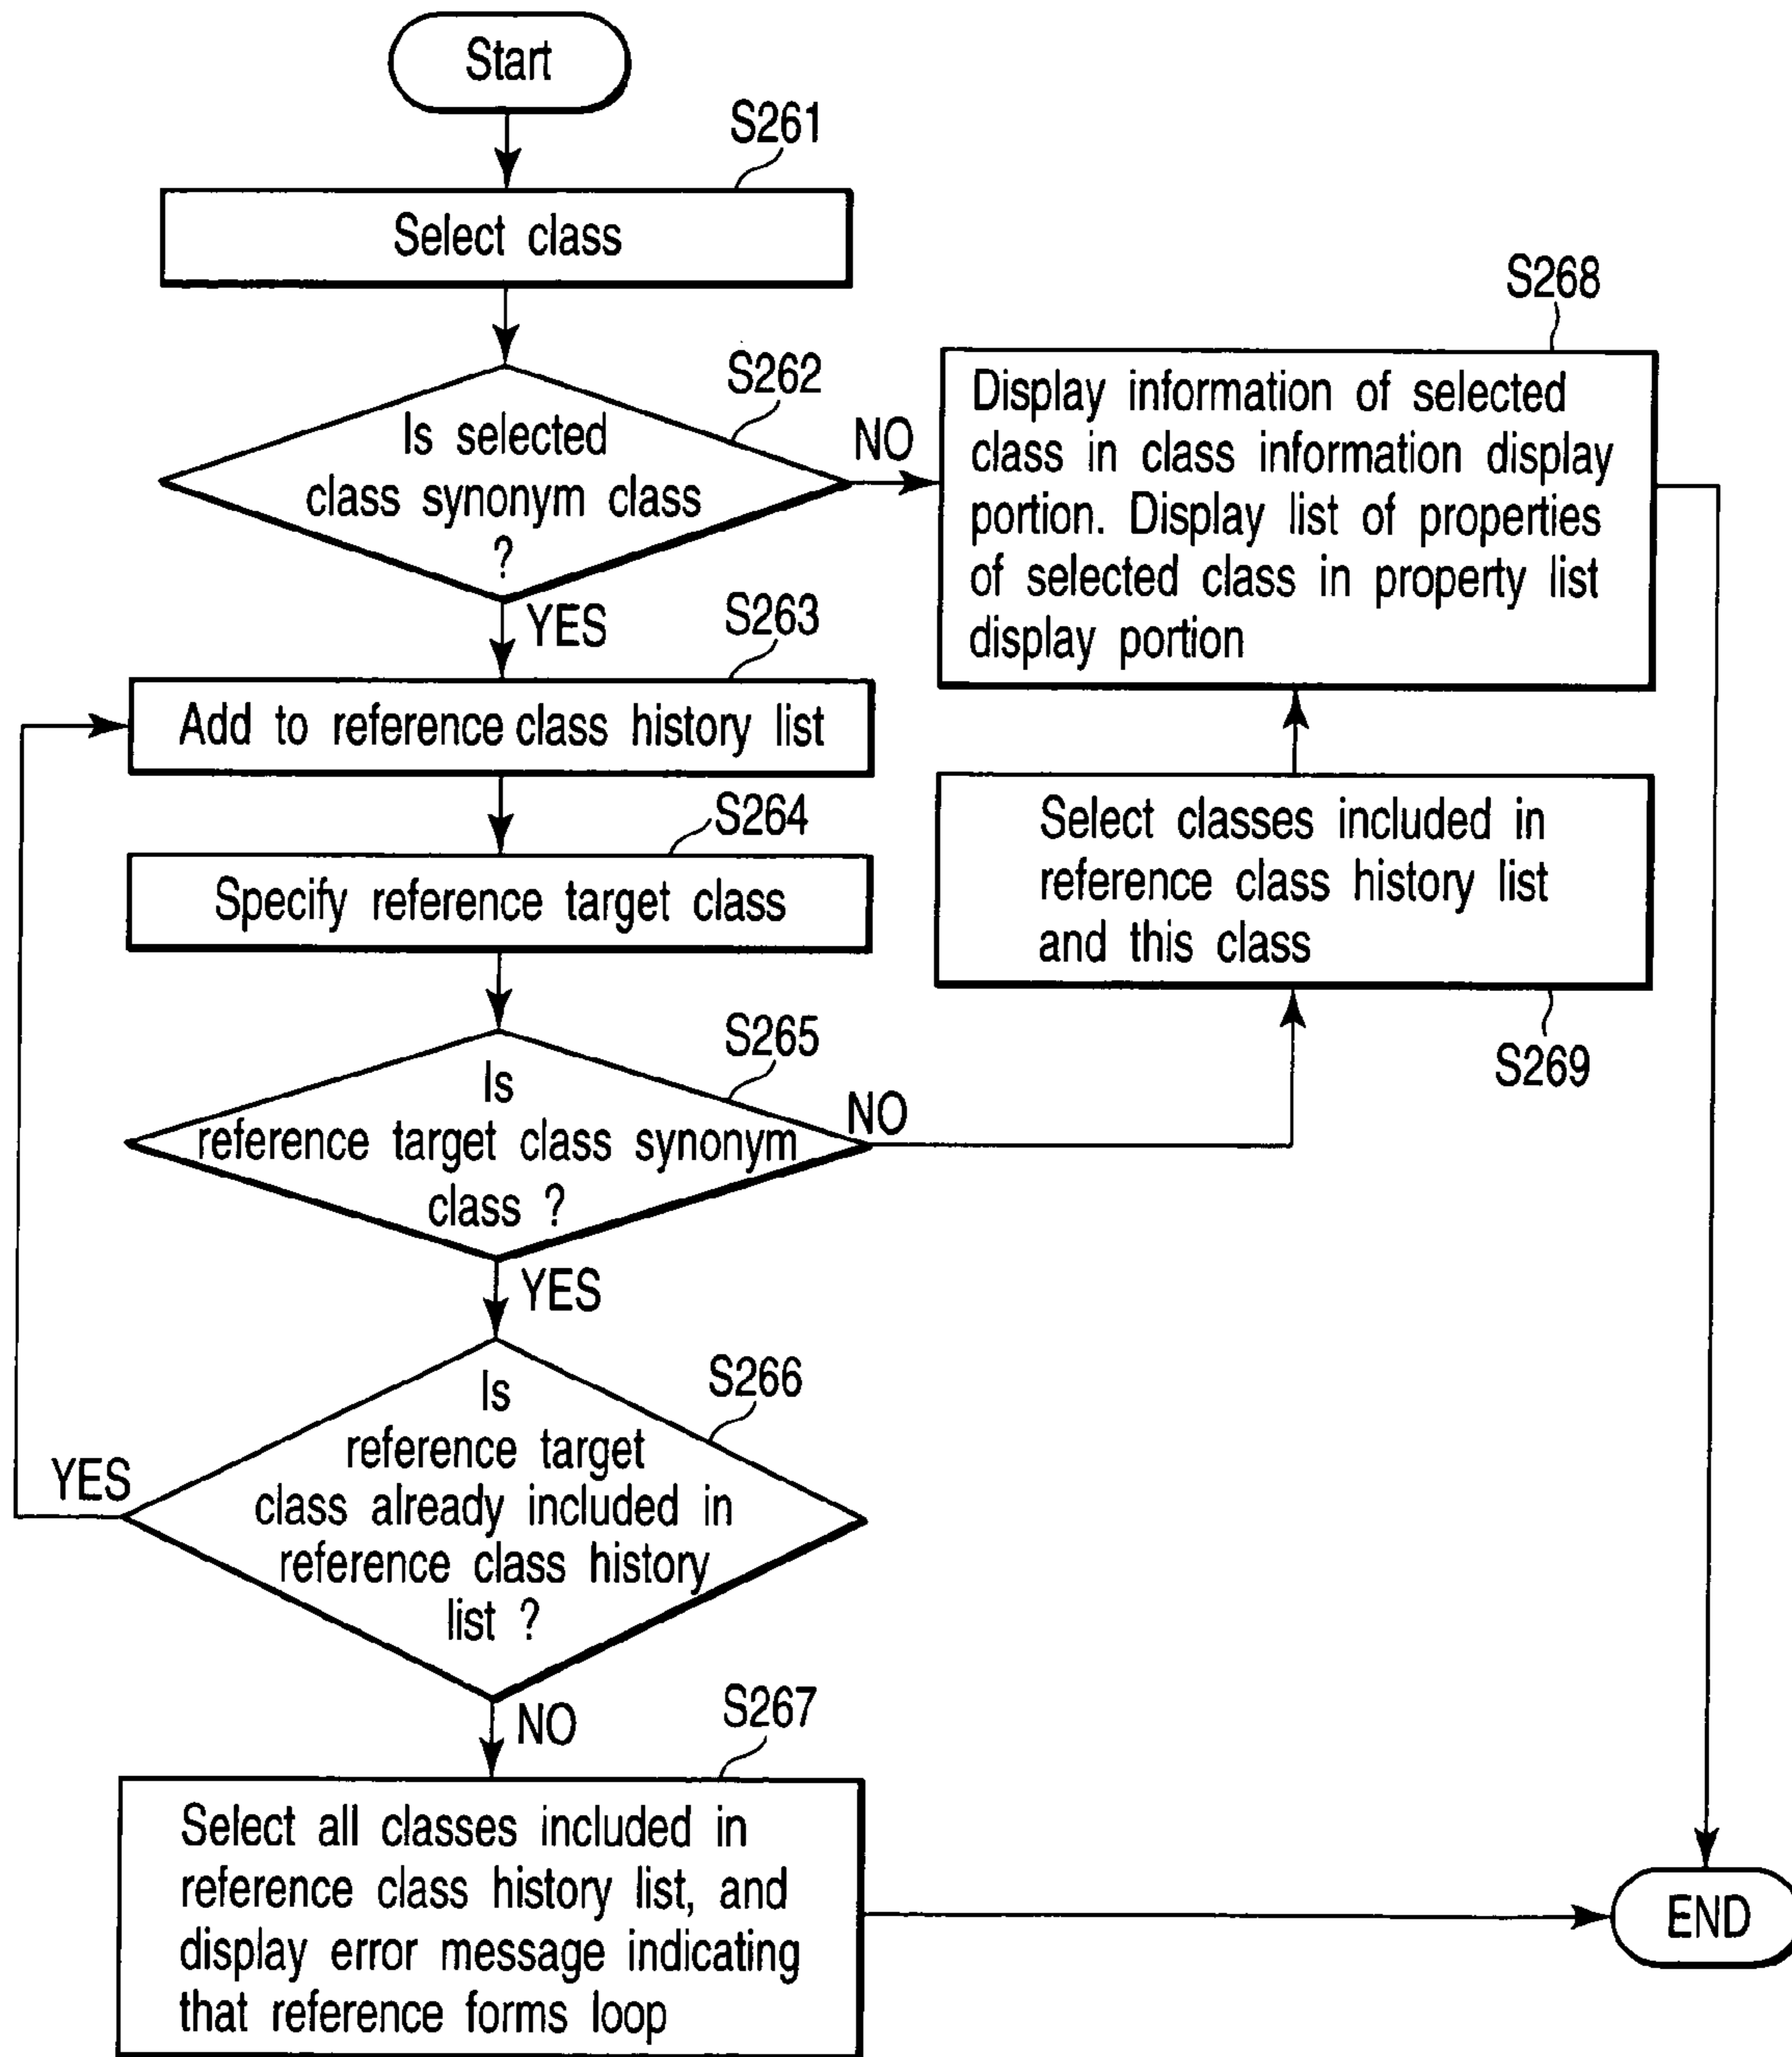 Start
S261
Select class
S262
Is selected
class synonym class
?
NO
YES
S268
Display information of selected
class in class information display
portion. Display list of properties
of selected class in property list
display portion
S263
Add to reference class history list
S264
Specify reference target class
S269
Select classes included in
reference class history list
and this class
S265
Is
reference target class synonym
class ?
NO
YES
S266
Is
reference target
class already included in
reference class history
list ?
YES
NO
S267
Select all classes included in
reference class history list, and
display error message indicating
that reference forms loop
END